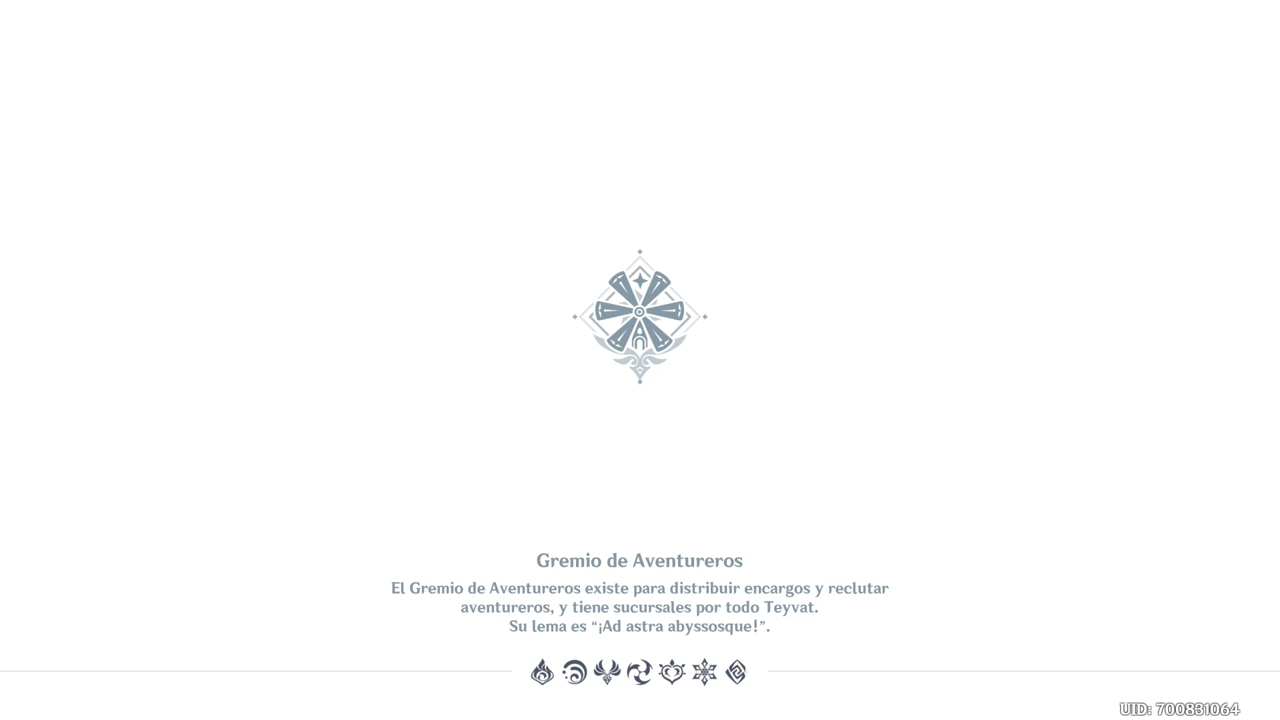 Gremio de Aventureros
El Gremio de Aventureros existe para distribuir encargos y reclutar
aventureros, y tiene sucursales por todo Teyvat.
Su lema es “¡Ad astra abyssosque!”.
UID: 700831064